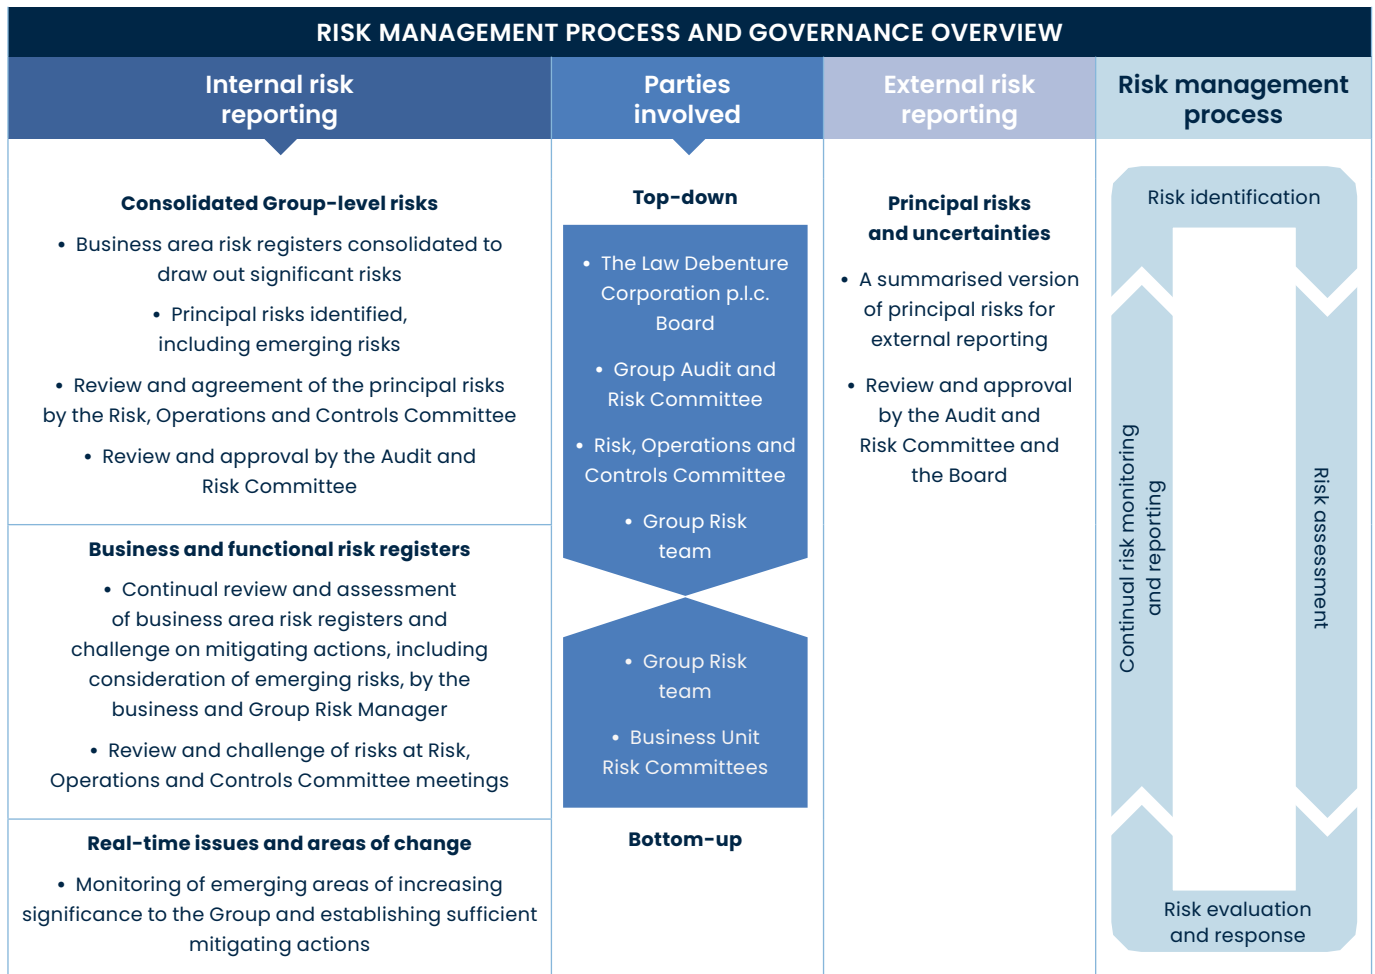 RISK MANAGEMENT PROCESS AND GOVERNANCE OVERVIEW
Internal risk
reporting
Consolidated Group-level risks
• Business area risk registers consolidated to
draw out significant risks
• Principal risks identified,
including emerging risks
• Review and agreement of the principal risks
by the Risk, Operations and Controls Committee
• Review and approval by the Audit and
Risk Committee
Business and functional risk registers
• Continual review and assessment
of business area risk registers and
challenge on mitigating actions, including
consideration of emerging risks, by the
business and Group Risk Manager
• Review and challenge of risks at Risk,
Operations and Controls Committee meetings
Real-time issues and areas of change
• Monitoring of emerging areas of increasing
significance to the Group and establishing sufficient
mitigating actions
Parties
involved
Top-down
• The Law Debenture
Corporation p.l.c.
Board
• Group Audit and
Risk Committee
• Risk, Operations and
Controls Committee
• Group Risk
team
• Group Risk
team
• Business Unit
Risk Committees
Bottom-up
External risk
reporting
Principal risks
and uncertainties
• A summarised version
of principal risks for
external reporting
• Review and approval
by the Audit and
Risk Committee and
the Board
Risk management
process
Risk identification
Risk assessment
Risk evaluation
and response
Continual risk monitoring
and reporting